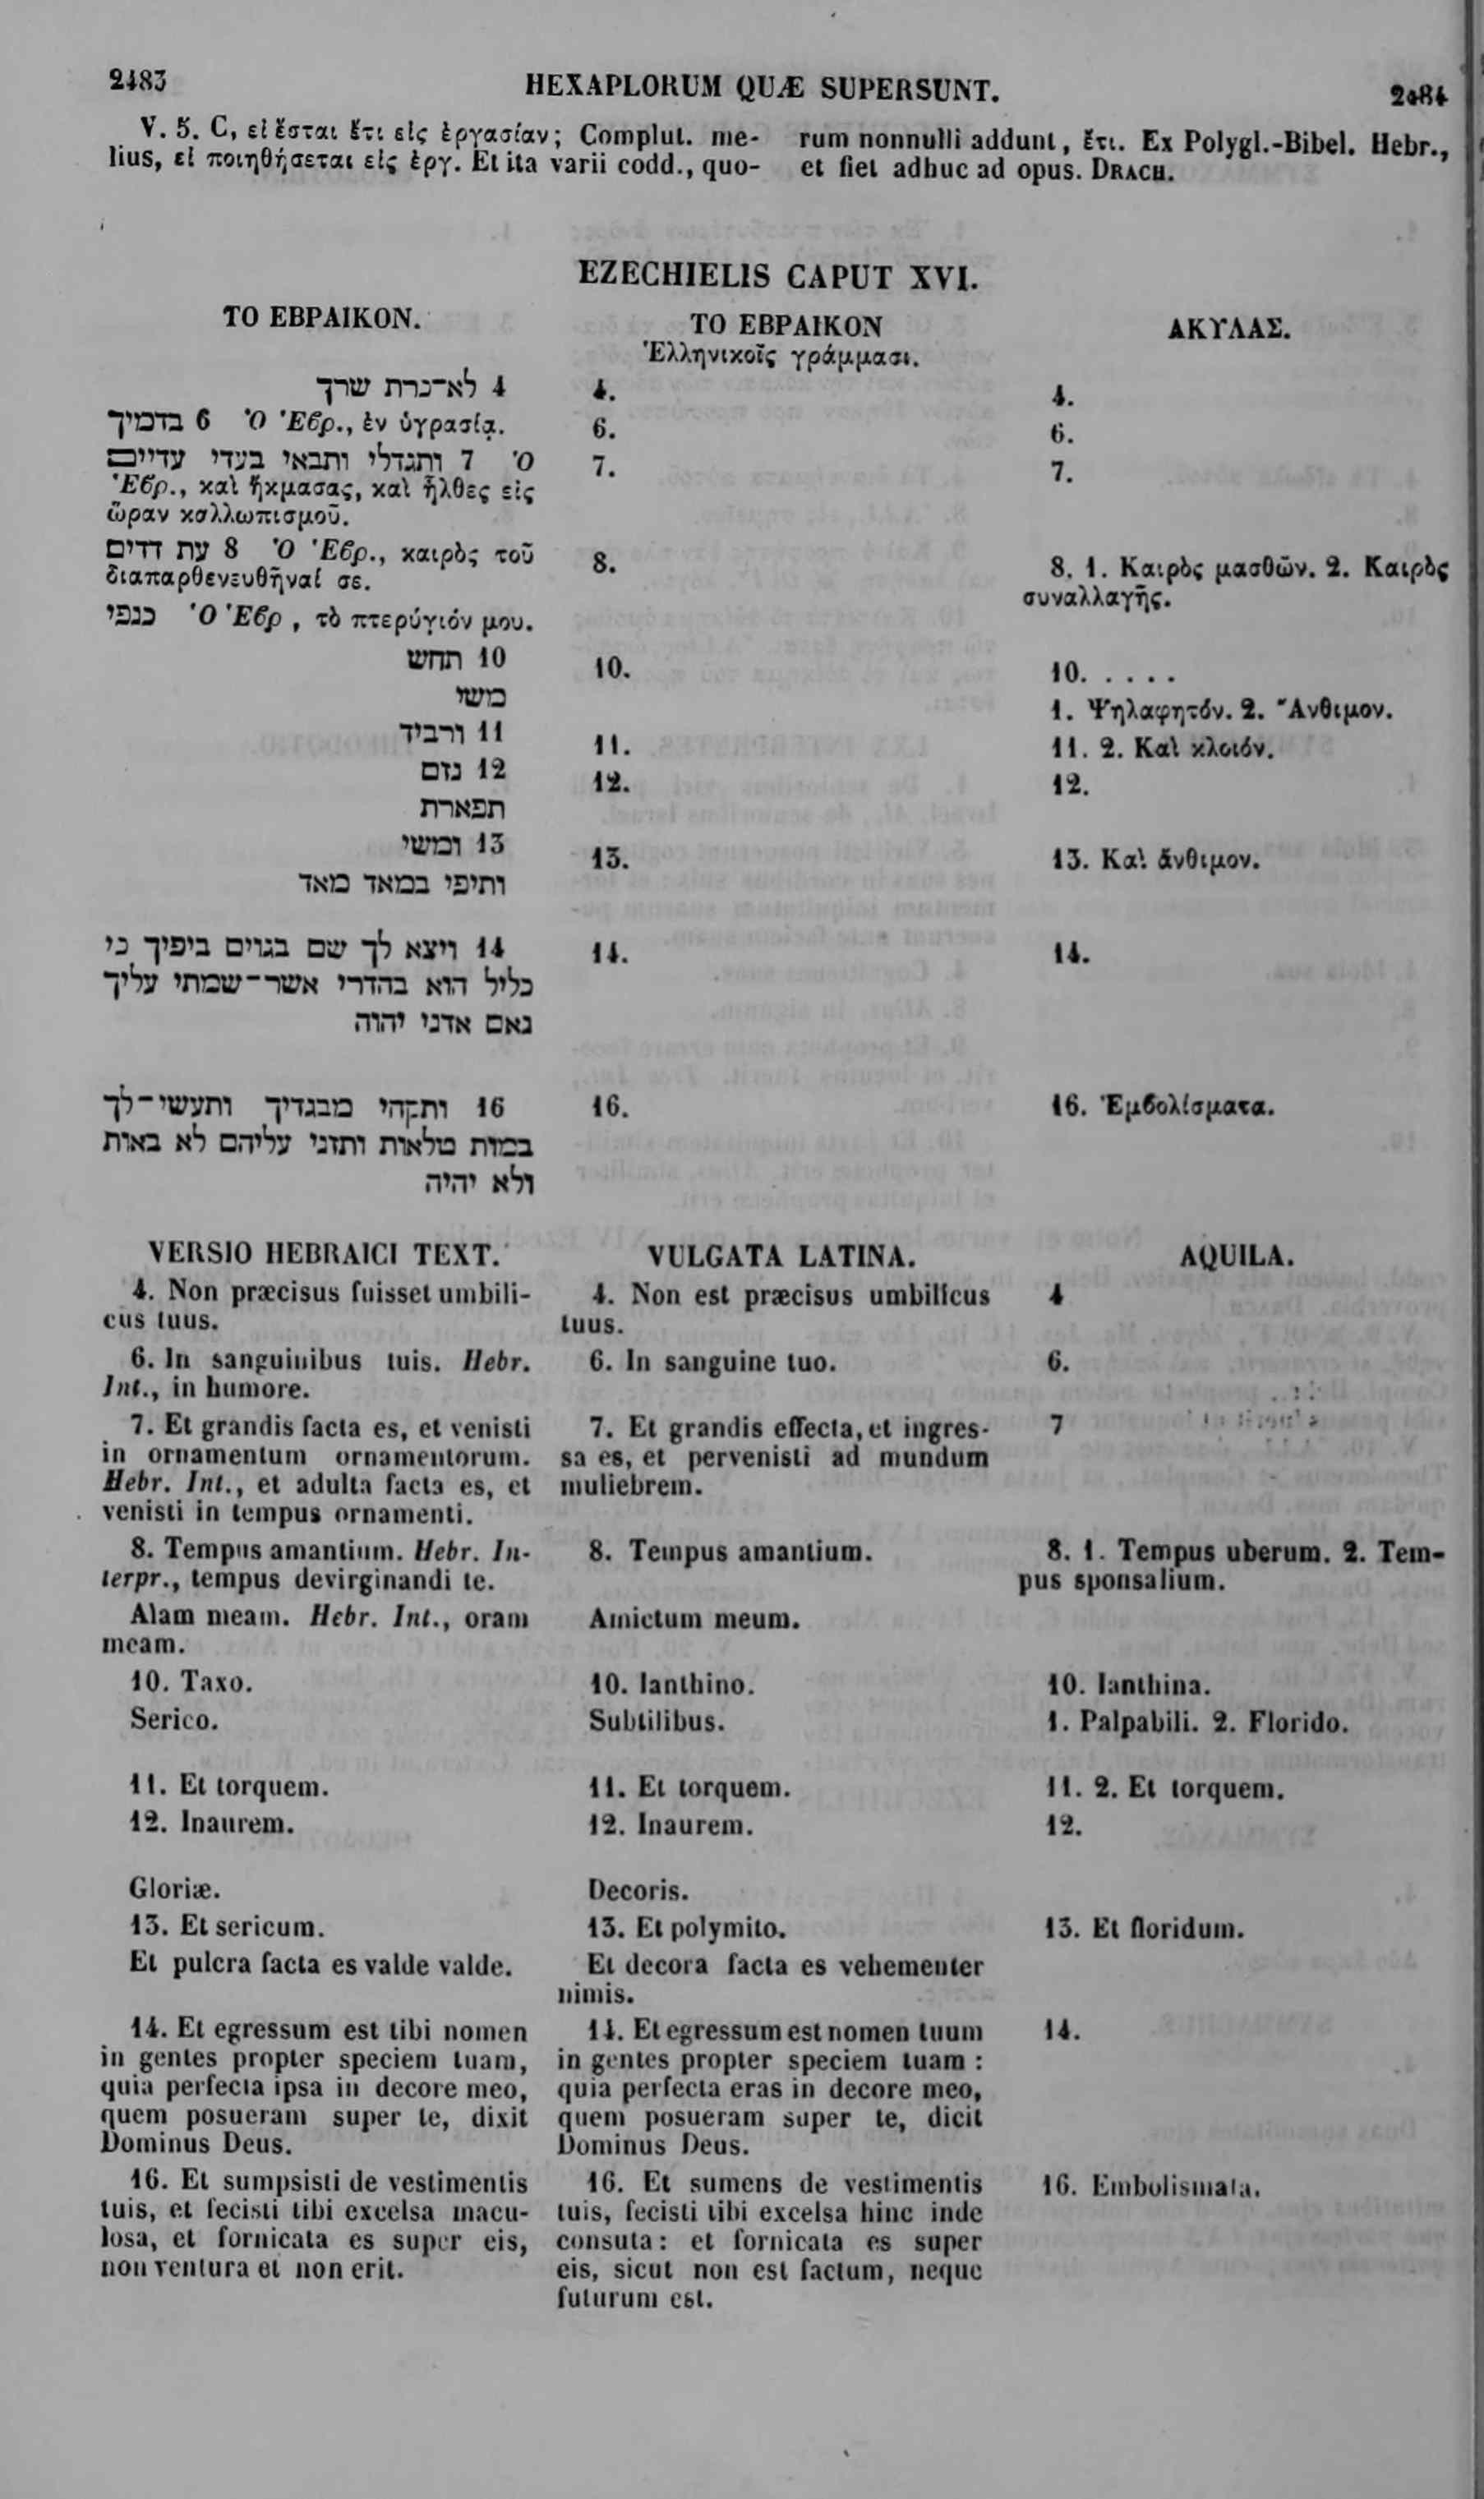 2483
HEXAPLORUM QUÆ SUPERSUNT.
2484
V. 5. C, εἰ ἔσται ἔτι εἰς ἐργασίαν; Complut. me-
lius, εἰ ποιηθήσεται εἰς ἐργ. Et ita varii codd., quo-
rum nonnulli addunt, ἔτι. Ex Polygl.-Bibel. Hebr.,
et fiet adhuc ad opus. DRACH.
EZECHIELIS CAPUT XVI.
ΤΟ ΕΒΡΑΙΚΟΝ.
4 לא־כרת שרך
6 בדמיך Ὁ Ἑβρ., ἐν ὑγρασίᾳ.
7 ותגדלי ותבאי בעדי עדיים Ὁ
Ἑβρ., καὶ ἤκμασας, καὶ ἦλθες εἰς
ὥραν καλλωπισμοῦ.
8 עת דדים Ὁ Ἑβρ., καιρὸς τοῦ
διαπαρθενευθῆναί σε.
כנפי Ὁ Ἑβρ, τὸ πτερύγιόν μου.
10 תחש
משי
11 ורביד
12 נזם
תפארת
13 ומשי
ותיפי במאד מאד
14 ויצא לך שם בגוים ביפיך כי
כליל הוא בהדרי אשר־שמתי עליך
נאם אדני יהוה
16 ותקחי מבגדיך ותעשי־לך
במות טלאות ותזני עליהם לא באות
ולא יהיה
ΤΟ ΕΒΡΑΙΚΟΝ
Ἑλληνικοῖς γράμμασι.
4.
6.
7.
8.
10.
11.
12.
13.
14.
16.
ΑΚΥΛΑΣ.
4.
6.
7.
8. 1. Καιρὸς μασθῶν. 2. Καιρὸς
συναλλαγῆς.
10. . . . .
1. Ψηλαφητόν. 2. Ἄνθιμον.
11. 2. Καὶ κλοιόν.
12.
13. Καὶ ἄνθιμον.
14.
16. Ἐμβολίσματα.
VERSIO HEBRAICI TEXT.
4. Non præcisus fuisset umbili-
cus tuus.
6. In sanguinibus tuis. Hebr.
Int., in humore.
7. Et grandis facta es, et venisti
in ornamentum ornamentorum.
Hebr. Int., et adulta facta es, et
venisti in tempus ornamenti.
8. Tempus amantium. Hebr. In-
terpr., tempus devirginandi te.
Alam meam. Hebr. Int., oram
meam.
10. Taxo.
Serico.
11. Et torquem.
12. Inaurem.
Gloriæ.
13. Et sericum.
Et pulcra facta es valde valde.
14. Et egressum est tibi nomen
in gentes propter speciem tuam,
quia perfecta ipsa in decore meo,
quem posueram super te, dixit
Dominus Deus.
16. Et sumpsisti de vestimentis
tuis, et fecisti tibi excelsa macu-
losa, et fornicata es super eis,
non ventura et non erit.
VULGATA LATINA.
4. Non est præcisus umbilicus
tuus.
6. In sanguine tuo.
7. Et grandis effecta, et ingres-
sa es, et pervenisti ad mundum
muliebrem.
8. Tempus amantium.
Amictum meum.
10. Ianthino.
Subtilibus.
11. Et torquem.
12. Inaurem.
Decoris.
13. Et polymito.
Et decora facta es vehementer
nimis.
14. Et egressum est nomen tuum
in gentes propter speciem tuam :
quia perfecta eras in decore meo,
quem posueram super te, dicit
Dominus Deus.
16. Et sumens de vestimentis
tuis, fecisti tibi excelsa hinc inde
consuta: et fornicata es super
eis, sicut non est factum, neque
futurum est.
AQUILA.
4
6.
7
8. 1. Tempus uberum. 2. Tem-
pus sponsalium.
10. Ianthina.
1. Palpabili. 2. Florido.
11. 2. Et torquem.
12.
13. Et floridum.
14.
16. Embolismata.